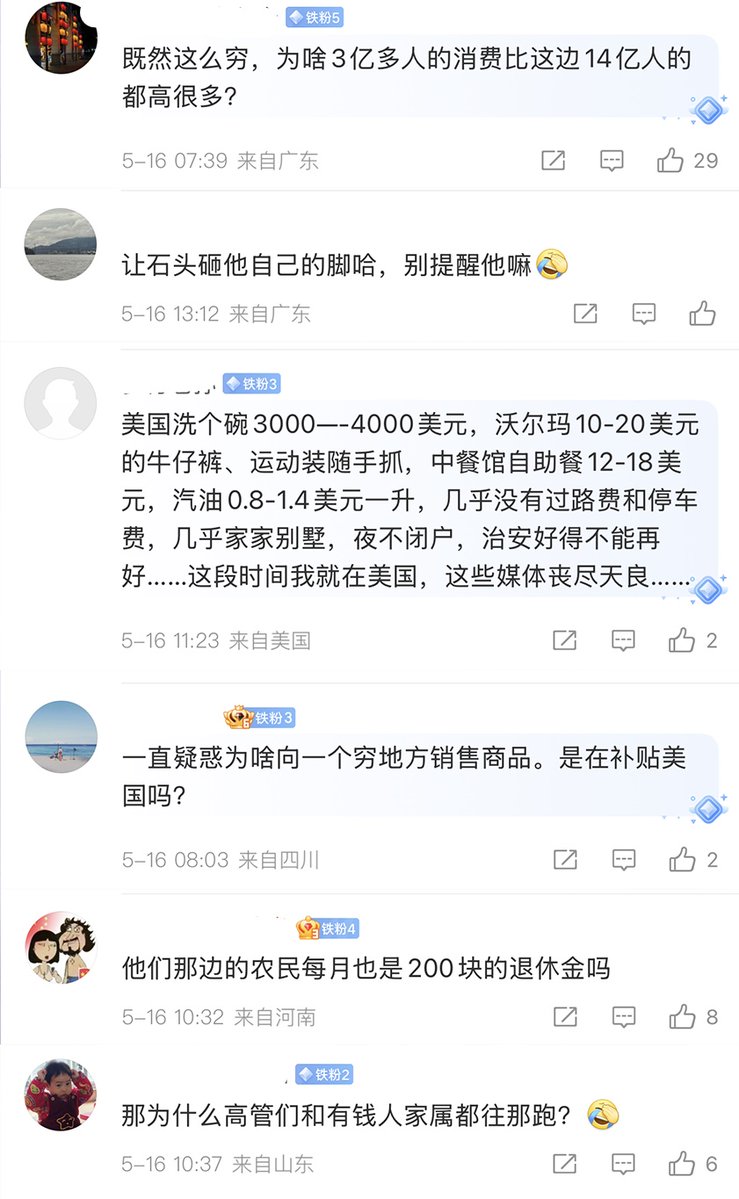 铁粉5
既然这么穷，为啥3亿多人的消费比这边14亿人的
都高很多？
5-16 07:39 来自广东
29
让石头砸他自己的脚哈，别提醒他嘛🤣
5-16 13:12 来自广东
铁粉3
美国洗个碗3000—-4000美元，沃尔玛10-20美元
的牛仔裤、运动装随手抓，中餐馆自助餐12-18美
元，汽油0.8-1.4美元一升，几乎没有过路费和停车
费，几乎家家别墅，夜不闭户，治安好得不能再
好……这段时间我就在美国，这些媒体丧尽天良……
5-16 11:23 来自美国
2
6
铁粉3
一直疑惑为啥向一个穷地方销售商品。是在补贴美
国吗？
5-16 08:03 来自四川
2
3
铁粉4
他们那边的农民每月也是200块的退休金吗
5-16 10:32 来自河南
8
铁粉2
那为什么高管们和有钱人家属都往那跑？🤣
5-16 10:37 来自山东
6